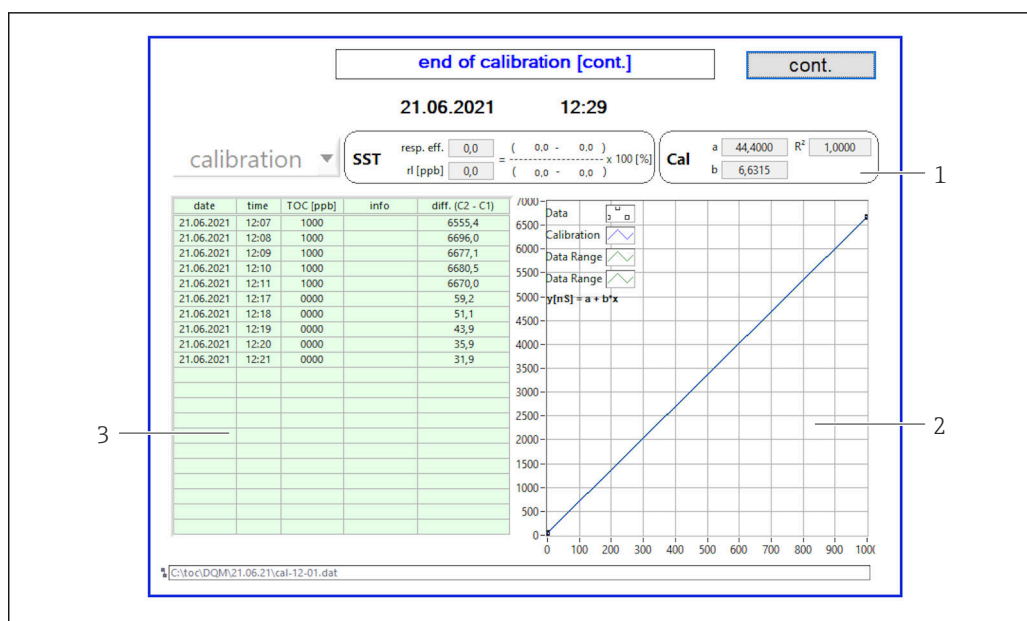 end of calibration [cont.]
cont.
21.06.2021 12:29
calibration
SST
resp. eff. 0,0 = ( 0,0 - 0,0 )
------------------ x 100 [%]
rl [ppb] 0,0 ( 0,0 - 0,0 )
Cal
a 44,4000 R² 1,0000
b 6,6315
1
date time TOC [ppb] info diff. (C2 - C1)
21.06.2021 12:07 1000 6555,4
21.06.2021 12:08 1000 6696,0
21.06.2021 12:09 1000 6677,1
21.06.2021 12:10 1000 6680,5
21.06.2021 12:11 1000 6670,0
21.06.2021 12:17 0000 59,2
21.06.2021 12:18 0000 51,1
21.06.2021 12:19 0000 43,9
21.06.2021 12:20 0000 35,9
21.06.2021 12:21 0000 31,9
3
7000
6500
6000
5500
5000
4500
4000
3500
3000
2500
2000
1500
1000
500
0
Data
Calibration
Data Range
Data Range
y[nS] = a + b*x
2
0 100 200 300 400 500 600 700 800 900 1000
C:\toc\DQM\21.06.21\cal-12-01.dat